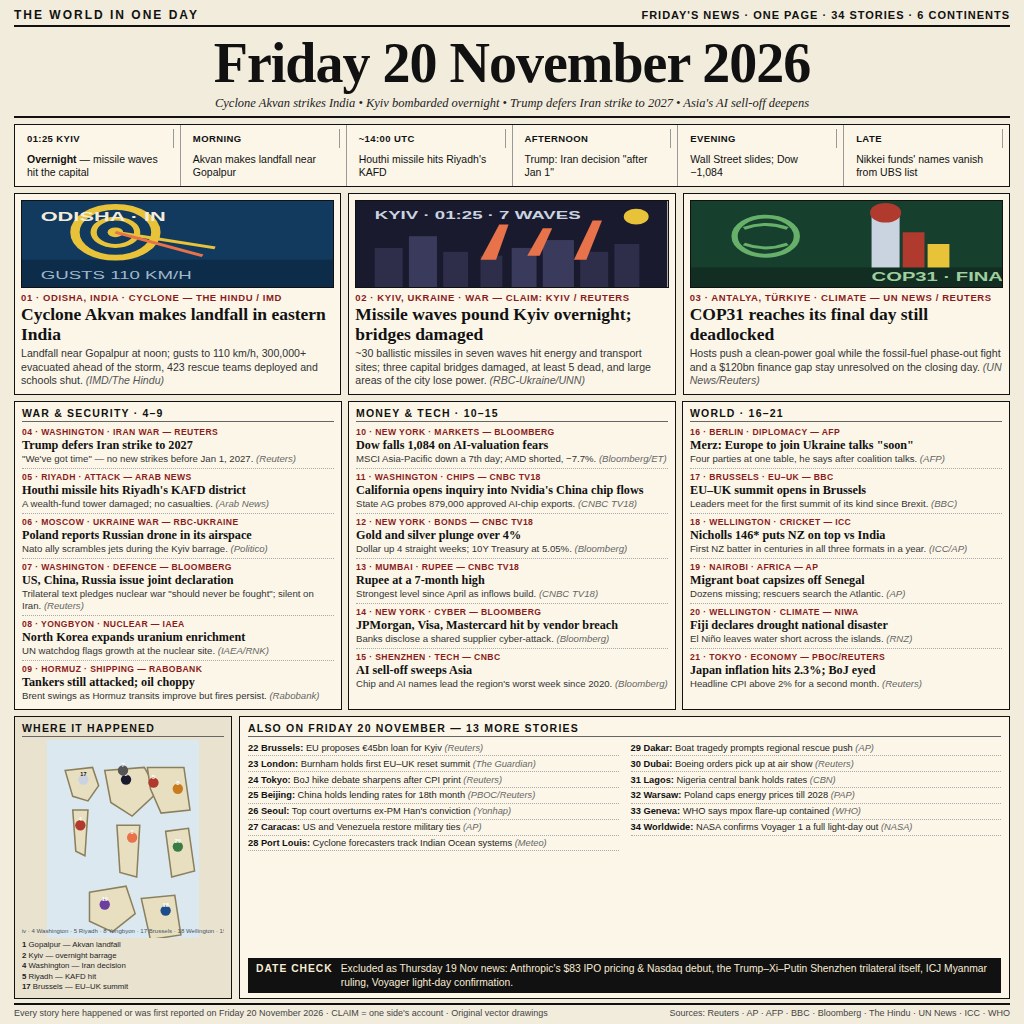 THE WORLD IN ONE DAY
FRIDAY'S NEWS · ONE PAGE · 34 STORIES · 6 CONTINENTS
Friday 20 November 2026
Cyclone Akvan strikes India • Kyiv bombarded overnight • Trump defers Iran strike to 2027 • Asia's AI sell-off deepens
01:25 KYIV
Overnight — missile waves
hit the capital
MORNING
Akvan makes landfall near
Gopalpur
~14:00 UTC
Houthi missile hits Riyadh's
KAFD
AFTERNOON
Trump: Iran decision "after
Jan 1"
EVENING
Wall Street slides; Dow
−1,084
LATE
Nikkei funds' names vanish
from UBS list
ODISHA · IN
GUSTS 110 KM/H
01 · ODISHA, INDIA · CYCLONE — THE HINDU / IMD
Cyclone Akvan makes landfall in eastern
India
Landfall near Gopalpur at noon; gusts to 110 km/h, 300,000+
evacuated ahead of the storm, 423 rescue teams deployed and
schools shut. (IMD/The Hindu)
KYIV · 01:25 · 7 WAVES
02 · KYIV, UKRAINE · WAR — CLAIM: KYIV / REUTERS
Missile waves pound Kyiv overnight;
bridges damaged
~30 ballistic missiles in seven waves hit energy and transport
sites; three capital bridges damaged, at least 5 dead, and large
areas of the city lose power. (RBC-Ukraine/UNN)
COP31 · FINA
03 · ANTALYA, TÜRKIYE · CLIMATE — UN NEWS / REUTERS
COP31 reaches its final day still
deadlocked
Hosts push a clean-power goal while the fossil-fuel phase-out fight
and a $120bn finance gap stay unresolved on the closing day. (UN
News/Reuters)
WAR & SECURITY · 4–9
04 · WASHINGTON · IRAN WAR — REUTERS
Trump defers Iran strike to 2027
"We've got time" — no new strikes before Jan 1, 2027. (Reuters)
05 · RIYADH · ATTACK — ARAB NEWS
Houthi missile hits Riyadh's KAFD district
A wealth-fund tower damaged; no casualties. (Arab News)
06 · MOSCOW · UKRAINE WAR — RBC-UKRAINE
Poland reports Russian drone in its airspace
Nato ally scrambles jets during the Kyiv barrage. (Politico)
07 · WASHINGTON · DEFENCE — BLOOMBERG
US, China, Russia issue joint declaration
Trilateral text pledges nuclear war "should never be fought"; silent on
Iran. (Reuters)
08 · YONGBYON · NUCLEAR — IAEA
North Korea expands uranium enrichment
UN watchdog flags growth at the nuclear site. (IAEA/RNK)
09 · HORMUZ · SHIPPING — RABOBANK
Tankers still attacked; oil choppy
Brent swings as Hormuz transits improve but fires persist. (Rabobank)
MONEY & TECH · 10–15
10 · NEW YORK · MARKETS — BLOOMBERG
Dow falls 1,084 on AI-valuation fears
MSCI Asia-Pacific down a 7th day; AMD shorted, −7.7%. (Bloomberg/ET)
11 · WASHINGTON · CHIPS — CNBC TV18
California opens inquiry into Nvidia's China chip flows
State AG probes 879,000 approved AI-chip exports. (CNBC TV18)
12 · NEW YORK · BONDS — CNBC TV18
Gold and silver plunge over 4%
Dollar up 4 straight weeks; 10Y Treasury at 5.05%. (Bloomberg)
13 · MUMBAI · RUPEE — CNBC TV18
Rupee at a 7-month high
Strongest level since April as inflows build. (CNBC TV18)
14 · NEW YORK · CYBER — BLOOMBERG
JPMorgan, Visa, Mastercard hit by vendor breach
Banks disclose a shared supplier cyber-attack. (Bloomberg)
15 · SHENZHEN · TECH — CNBC
AI sell-off sweeps Asia
Chip and AI names lead the region's worst week since 2020. (Bloomberg)
WORLD · 16–21
16 · BERLIN · DIPLOMACY — AFP
Merz: Europe to join Ukraine talks "soon"
Four parties at one table, he says after coalition talks. (AFP)
17 · BRUSSELS · EU–UK — BBC
EU–UK summit opens in Brussels
Leaders meet for the first summit of its kind since Brexit. (BBC)
18 · WELLINGTON · CRICKET — ICC
Nicholls 146* puts NZ on top vs India
First NZ batter in centuries in all three formats in a year. (ICC/AP)
19 · NAIROBI · AFRICA — AP
Migrant boat capsizes off Senegal
Dozens missing; rescuers search the Atlantic. (AP)
20 · WELLINGTON · CLIMATE — NIWA
Fiji declares drought national disaster
El Niño leaves water short across the islands. (RNZ)
21 · TOKYO · ECONOMY — PBOC/REUTERS
Japan inflation hits 2.3%; BoJ eyed
Headline CPI above 2% for a second month. (Reuters)
WHERE IT HAPPENED
17
iv · 4 Washington · 5 Riyadh · 8 Yongbyon · 17 Brussels · 18 Wellington
1 Gopalpur — Akvan landfall
2 Kyiv — overnight barrage
4 Washington — Iran decision
5 Riyadh — KAFD hit
17 Brussels — EU–UK summit
ALSO ON FRIDAY 20 NOVEMBER — 13 MORE STORIES
22 Brussels: EU proposes €45bn loan for Kyiv (Reuters)
23 London: Burnham holds first EU–UK reset summit (The Guardian)
24 Tokyo: BoJ hike debate sharpens after CPI print (Reuters)
25 Beijing: China holds lending rates for 18th month (PBOC/Reuters)
26 Seoul: Top court overturns ex-PM Han's conviction (Yonhap)
27 Caracas: US and Venezuela restore military ties (AP)
28 Port Louis: Cyclone forecasters track Indian Ocean systems (Meteo)
29 Dakar: Boat tragedy prompts regional rescue push (AP)
30 Dubai: Boeing orders pick up at air show (Reuters)
31 Lagos: Nigeria central bank holds rates (CBN)
32 Warsaw: Poland caps energy prices till 2028 (PAP)
33 Geneva: WHO says mpox flare-up contained (WHO)
34 Worldwide: NASA confirms Voyager 1 a full light-day out (NASA)
DATE CHECK
Excluded as Thursday 19 Nov news: Anthropic's $83 IPO pricing & Nasdaq debut, the Trump–Xi–Putin Shenzhen trilateral itself, ICJ Myanmar
ruling, Voyager light-day confirmation.
Every story here happened or was first reported on Friday 20 November 2026 · CLAIM = one side's account · Original vector drawings
Sources: Reuters · AP · AFP · BBC · Bloomberg · The Hindu · UN News · ICC · WHO